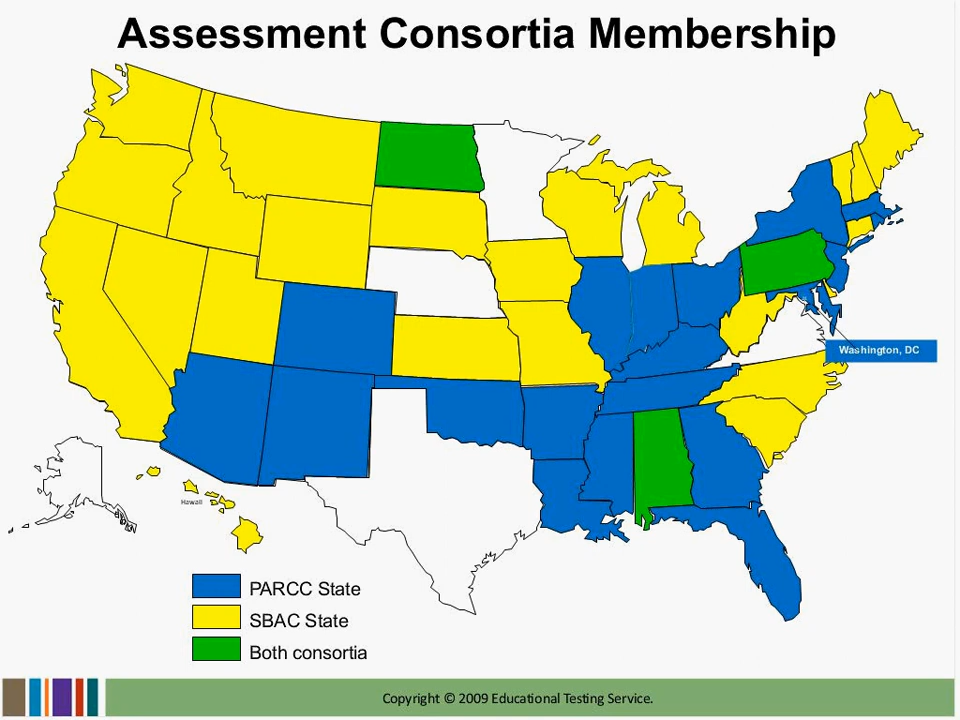 Assessment Consortia Membership
Washington, DC
Hawaii
PARCC State
SBAC State
Both consortia
Copyright © 2009 Educational Testing Service.